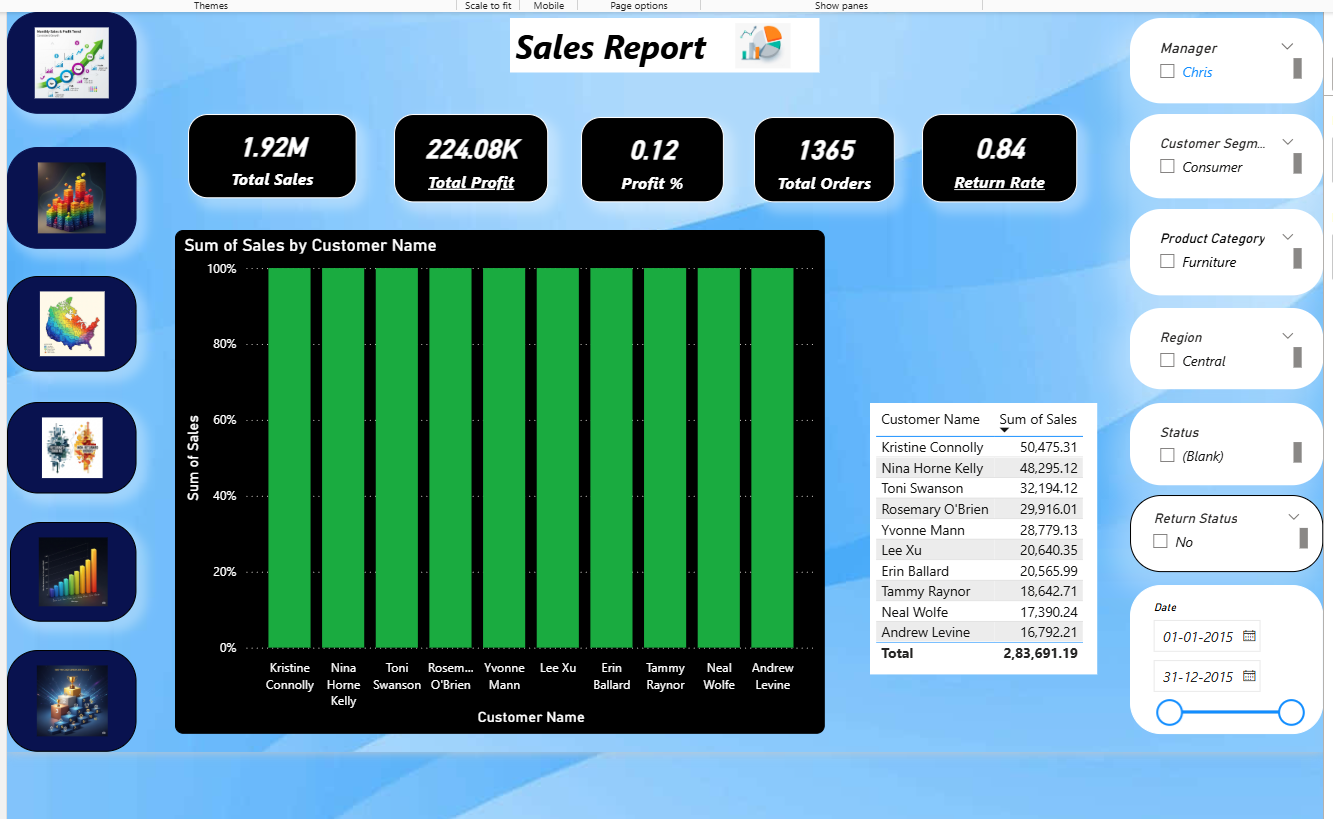 Themes
Scale to fit
Mobile
Page options
Show panes
Sales Report
1.92M
Total Sales
224.08K
Total Profit
0.12
Profit %
1365
Total Orders
0.84
Return Rate
Sum of Sales by Customer Name
100%
80%
60%
40%
20%
0%
Sum of Sales
Kristine
Connolly
Nina
Horne
Kelly
Toni
Swanson
Rosem...
O'Brien
Yvonne
Mann
Lee Xu
Erin
Ballard
Tammy
Raynor
Neal
Wolfe
Andrew
Levine
Customer Name
Customer Name Sum of Sales
Kristine Connolly 50,475.31
Nina Horne Kelly 48,295.12
Toni Swanson 32,194.12
Rosemary O'Brien 29,916.01
Yvonne Mann 28,779.13
Lee Xu 20,640.35
Erin Ballard 20,565.99
Tammy Raynor 18,642.71
Neal Wolfe 17,390.24
Andrew Levine 16,792.21
Total 2,83,691.19
Manager
Chris
Customer Segm...
Consumer
Product Category
Furniture
Region
Central
Status
(Blank)
Return Status
No
Date
01-01-2015
31-12-2015